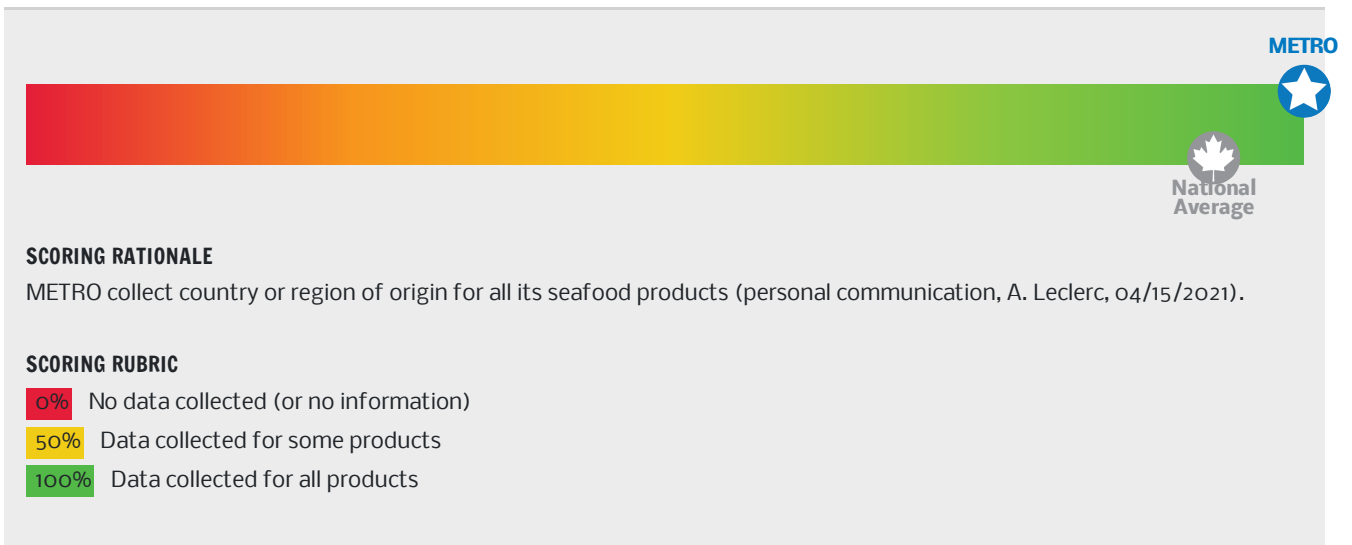 METRO
National
Average
SCORING RATIONALE
METRO collect country or region of origin for all its seafood products (personal communication, A. Leclerc, 04/15/2021).
SCORING RUBRIC
0% No data collected (or no information)
50% Data collected for some products
100% Data collected for all products